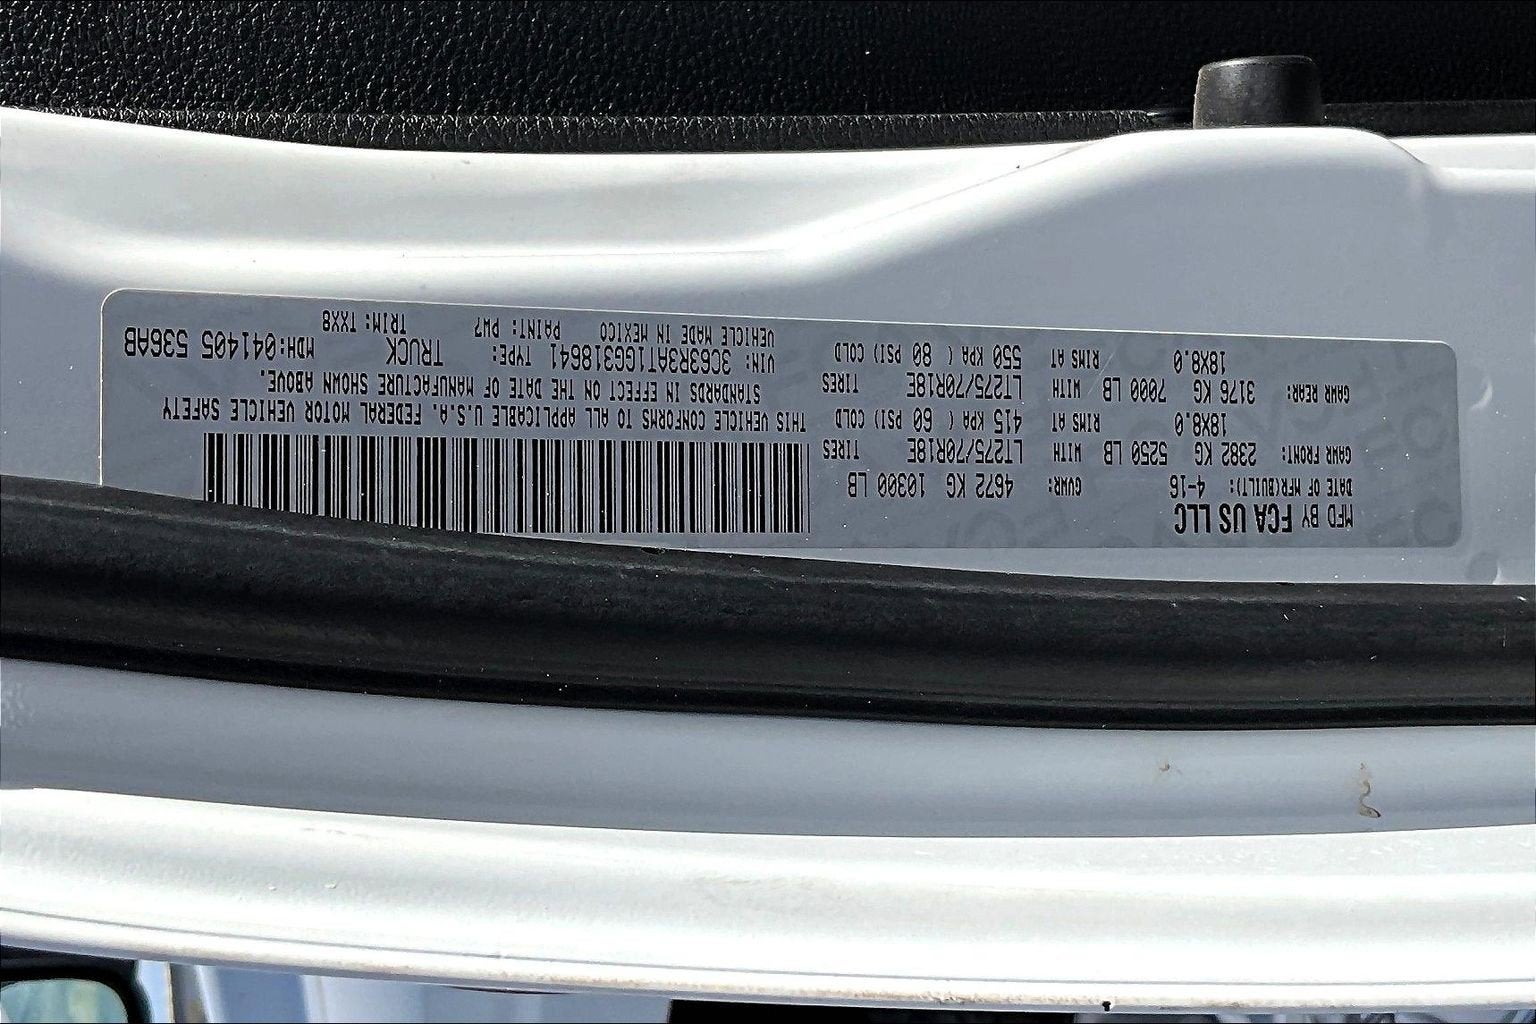 MFD BY FCA US LLC
DATE OF MFR(BUILT): 4-16 GVWR: 4672 KG 10300 LB
GAWR FRONT: 2382 KG 5250 LB WITH LT275/70R18E TIRES
18X8.0 RIMS AT 415 KPA ( 60 PSI) COLD
GAWR REAR: 3176 KG 7000 LB WITH LT275/70R18E TIRES
18X8.0 RIMS AT 550 KPA ( 80 PSI) COLD
THIS VEHICLE CONFORMS TO ALL APPLICABLE U.S.A. FEDERAL MOTOR VEHICLE SAFETY
STANDARDS IN EFFECT ON THE DATE OF MANUFACTURE SHOWN ABOVE.
VIN: 3C63R3AT1GG318641 TYPE: TRUCK MDH:041405 536AB
VEHICLE MADE IN MEXICO PAINT: PW7 TRIM: TXX8